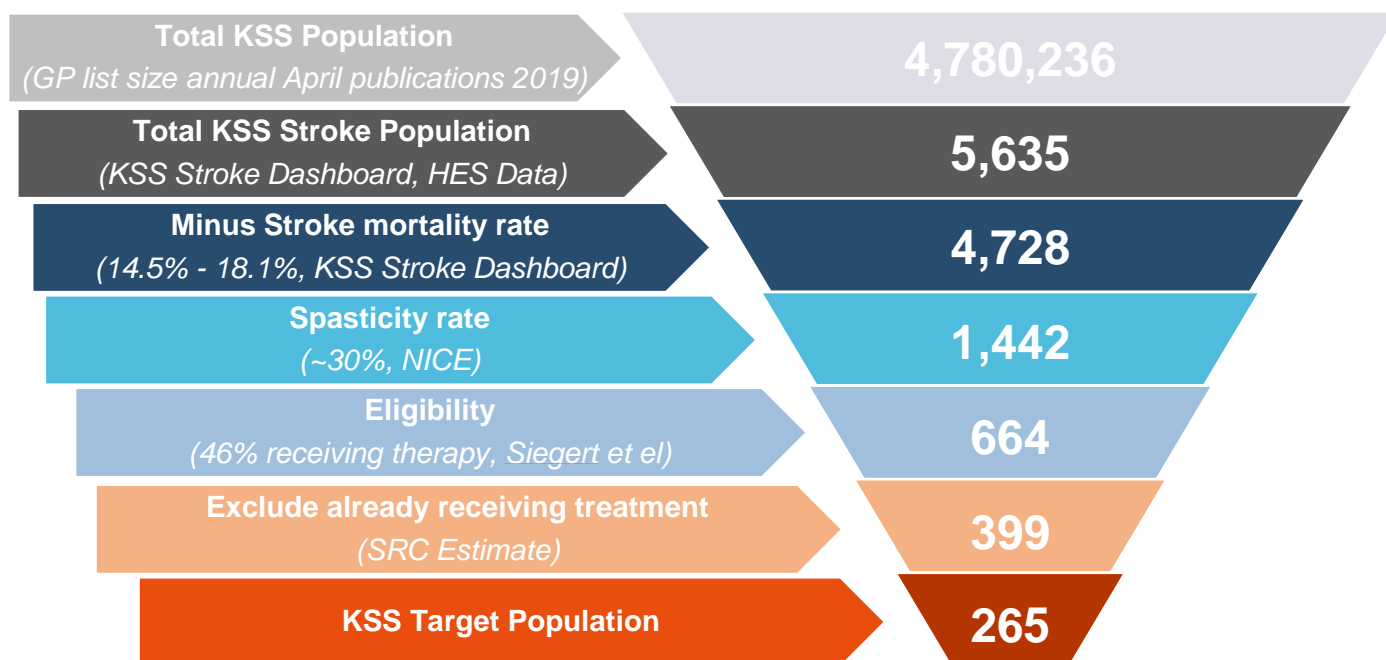 Total KSS Population
(GP list size annual April publications 2019)
4,780,236
Total KSS Stroke Population
(KSS Stroke Dashboard, HES Data)
5,635
Minus Stroke mortality rate
(14.5% - 18.1%, KSS Stroke Dashboard)
4,728
Spasticity rate
(~30%, NICE)
1,442
Eligibility
(46% receiving therapy, Siegert et el)
664
Exclude already receiving treatment
(SRC Estimate)
399
KSS Target Population
265